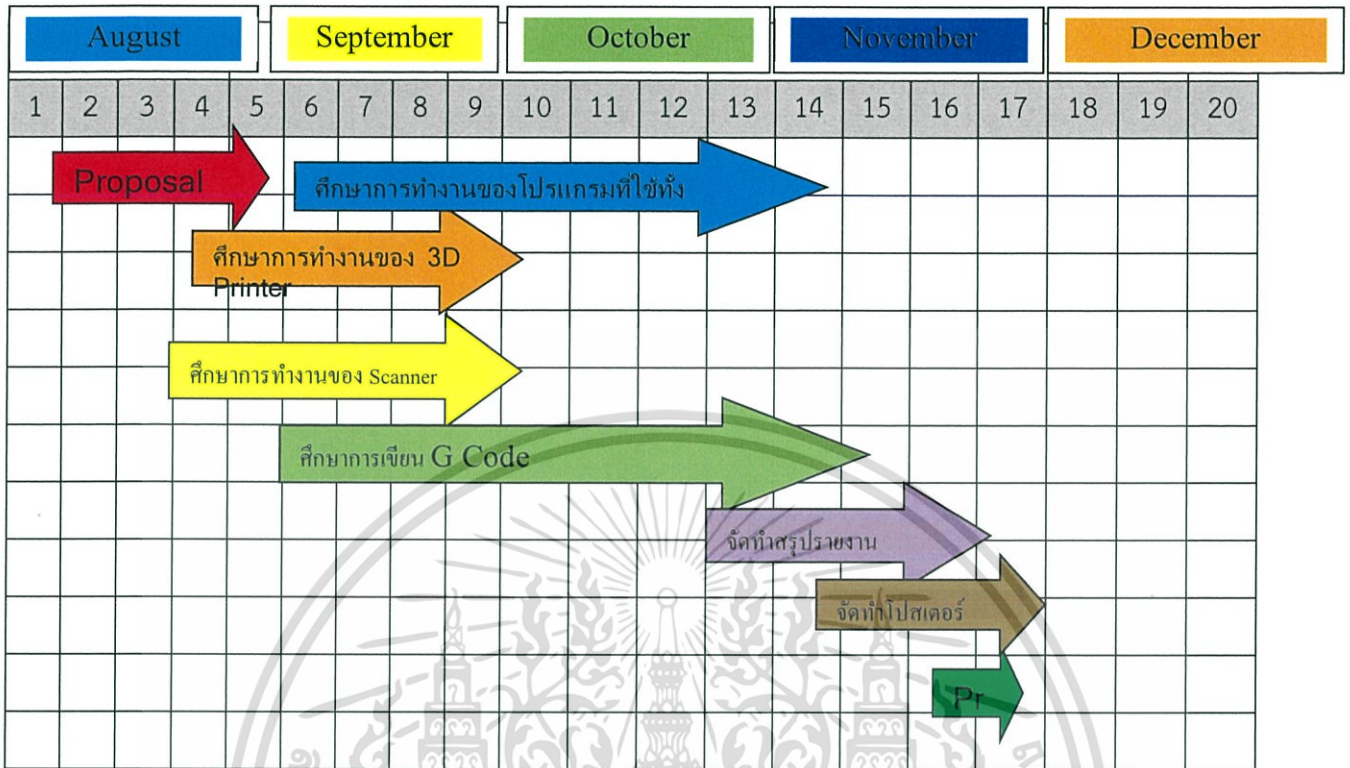 August September October November December
1 2 3 4 5 6 7 8 9 10 11 12 13 14 15 16 17 18 19 20
Proposal
ศึกษาการทำงานของโปรแกรมที่ใช้ทั้ง
ศึกษาการทำงานของ 3D
Printer
ศึกษาการทำงานของ Scanner
ศึกษาการเขียน G Code
จัดทำสรุปรายงาน
จัดทำโปสเตอร์
Pr